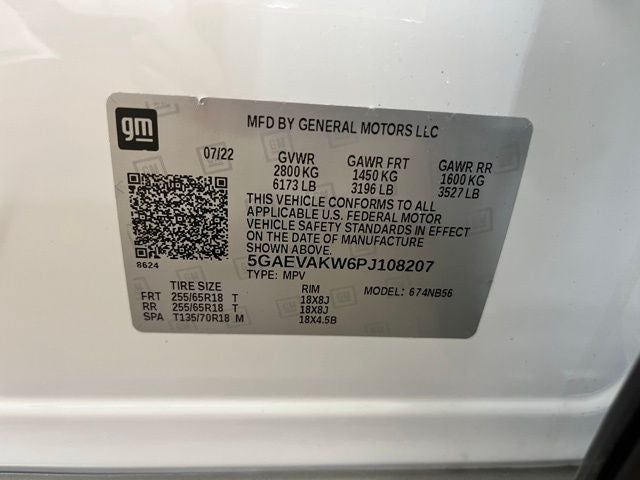 gm
MFD BY GENERAL MOTORS LLC
07/22 GVWR GAWR FRT GAWR RR
2800 KG 1450 KG 1600 KG
6173 LB 3196 LB 3527 LB
THIS VEHICLE CONFORMS TO ALL
APPLICABLE U.S. FEDERAL MOTOR
VEHICLE SAFETY STANDARDS IN EFFECT
ON THE DATE OF MANUFACTURE
SHOWN ABOVE.
8624 5GAEVAKW6PJ108207
TYPE: MPV
TIRE SIZE RIM MODEL: 674NB56
FRT 255/65R18 T 18X8J
RR 255/65R18 T 18X8J
SPA T135/70R18 M 18X4.5B